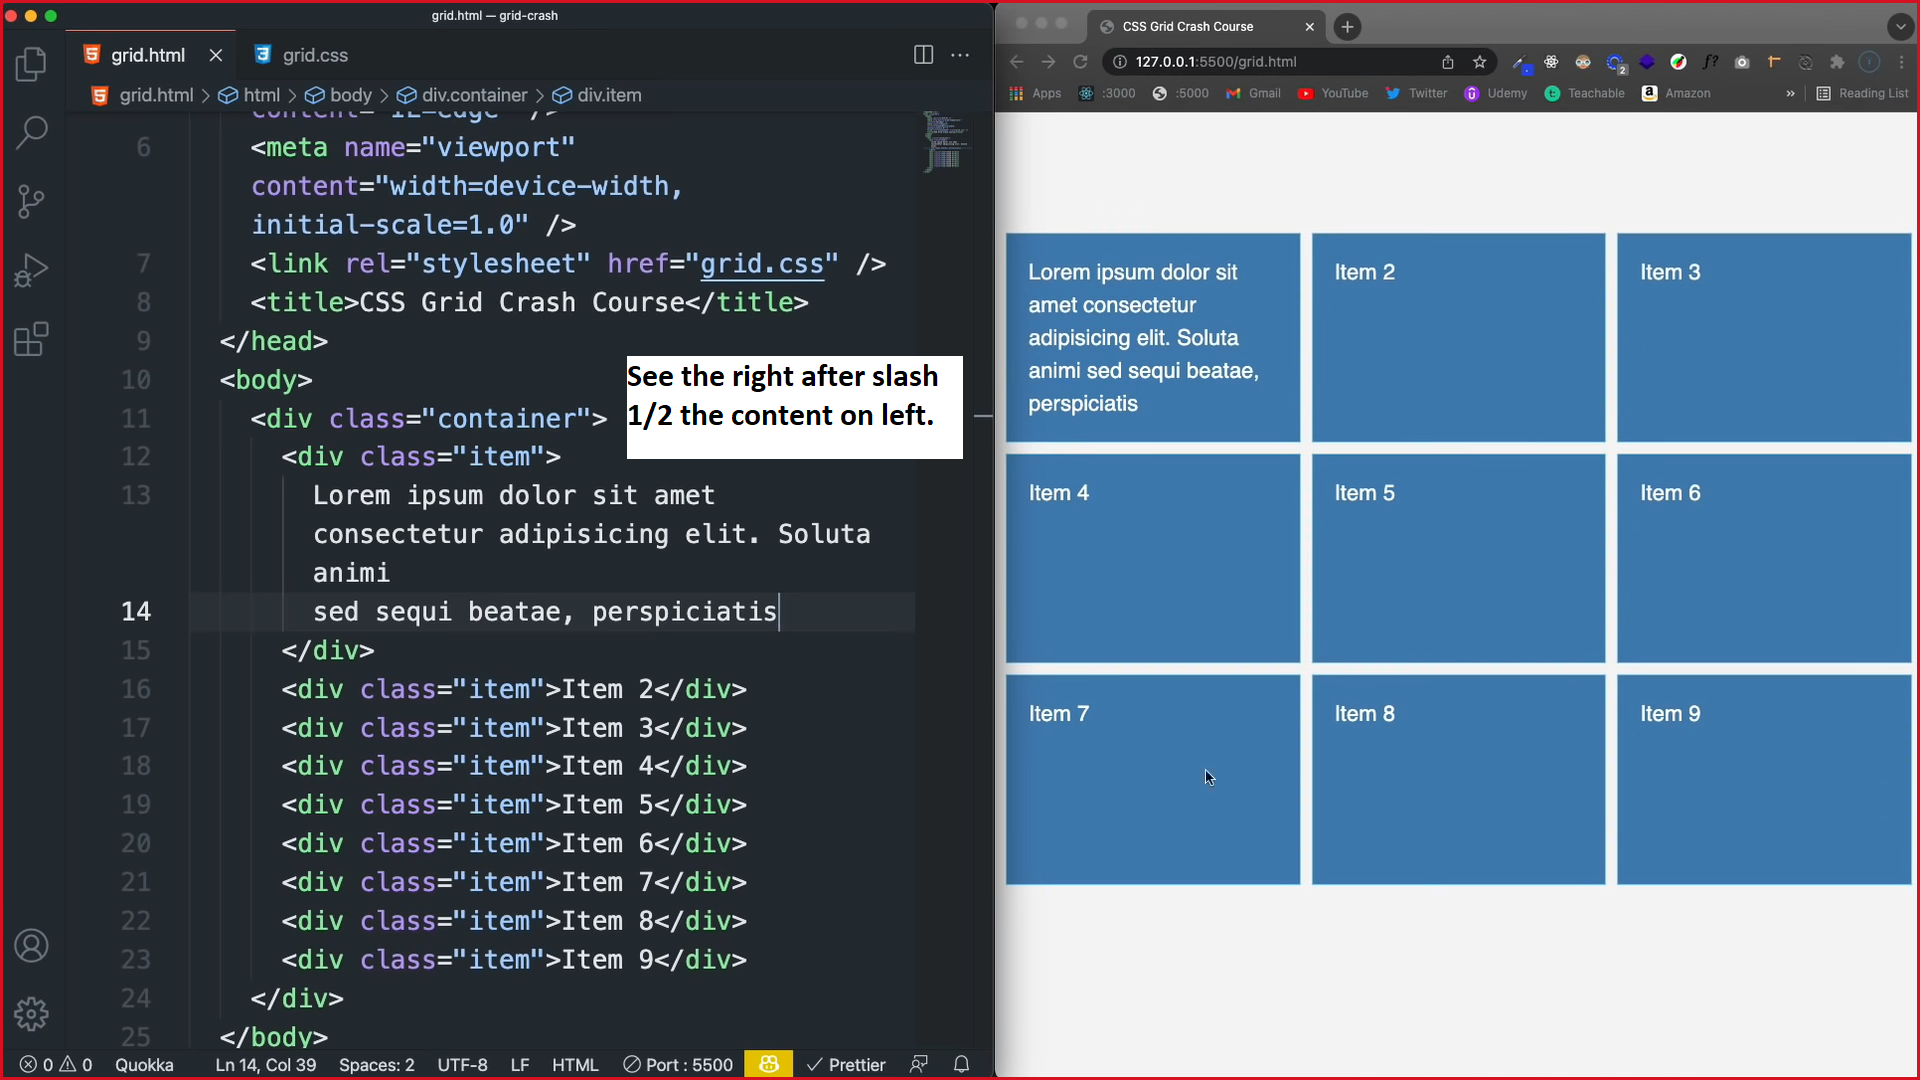 grid.html — grid-crash
grid.html
grid.css
grid.html > html > body > div.container > div.item
content="IE=edge" />
6 <meta name="viewport"
content="width=device-width,
initial-scale=1.0" />
7 <link rel="stylesheet" href="grid.css" />
8 <title>CSS Grid Crash Course</title>
9 </head>
10 <body>
11 <div class="container">
12 <div class="item">
13 Lorem ipsum dolor sit amet
consectetur adipisicing elit. Soluta
animi
14 sed sequi beatae, perspiciatis
15 </div>
16 <div class="item">Item 2</div>
17 <div class="item">Item 3</div>
18 <div class="item">Item 4</div>
19 <div class="item">Item 5</div>
20 <div class="item">Item 6</div>
21 <div class="item">Item 7</div>
22 <div class="item">Item 8</div>
23 <div class="item">Item 9</div>
24 </div>
25 </body>
See the right after slash
1/2 the content on left.
0 0 Quokka Ln 14, Col 39 Spaces: 2 UTF-8 LF HTML Port : 5500 Prettier
CSS Grid Crash Course
127.0.0.1:5500/grid.html
2
f?
Apps :3000 :5000 Gmail YouTube Twitter Udemy Teachable Amazon » Reading List
Lorem ipsum dolor sit
amet consectetur
adipisicing elit. Soluta
animi sed sequi beatae,
perspiciatis
Item 2
Item 3
Item 4
Item 5
Item 6
Item 7
Item 8
Item 9